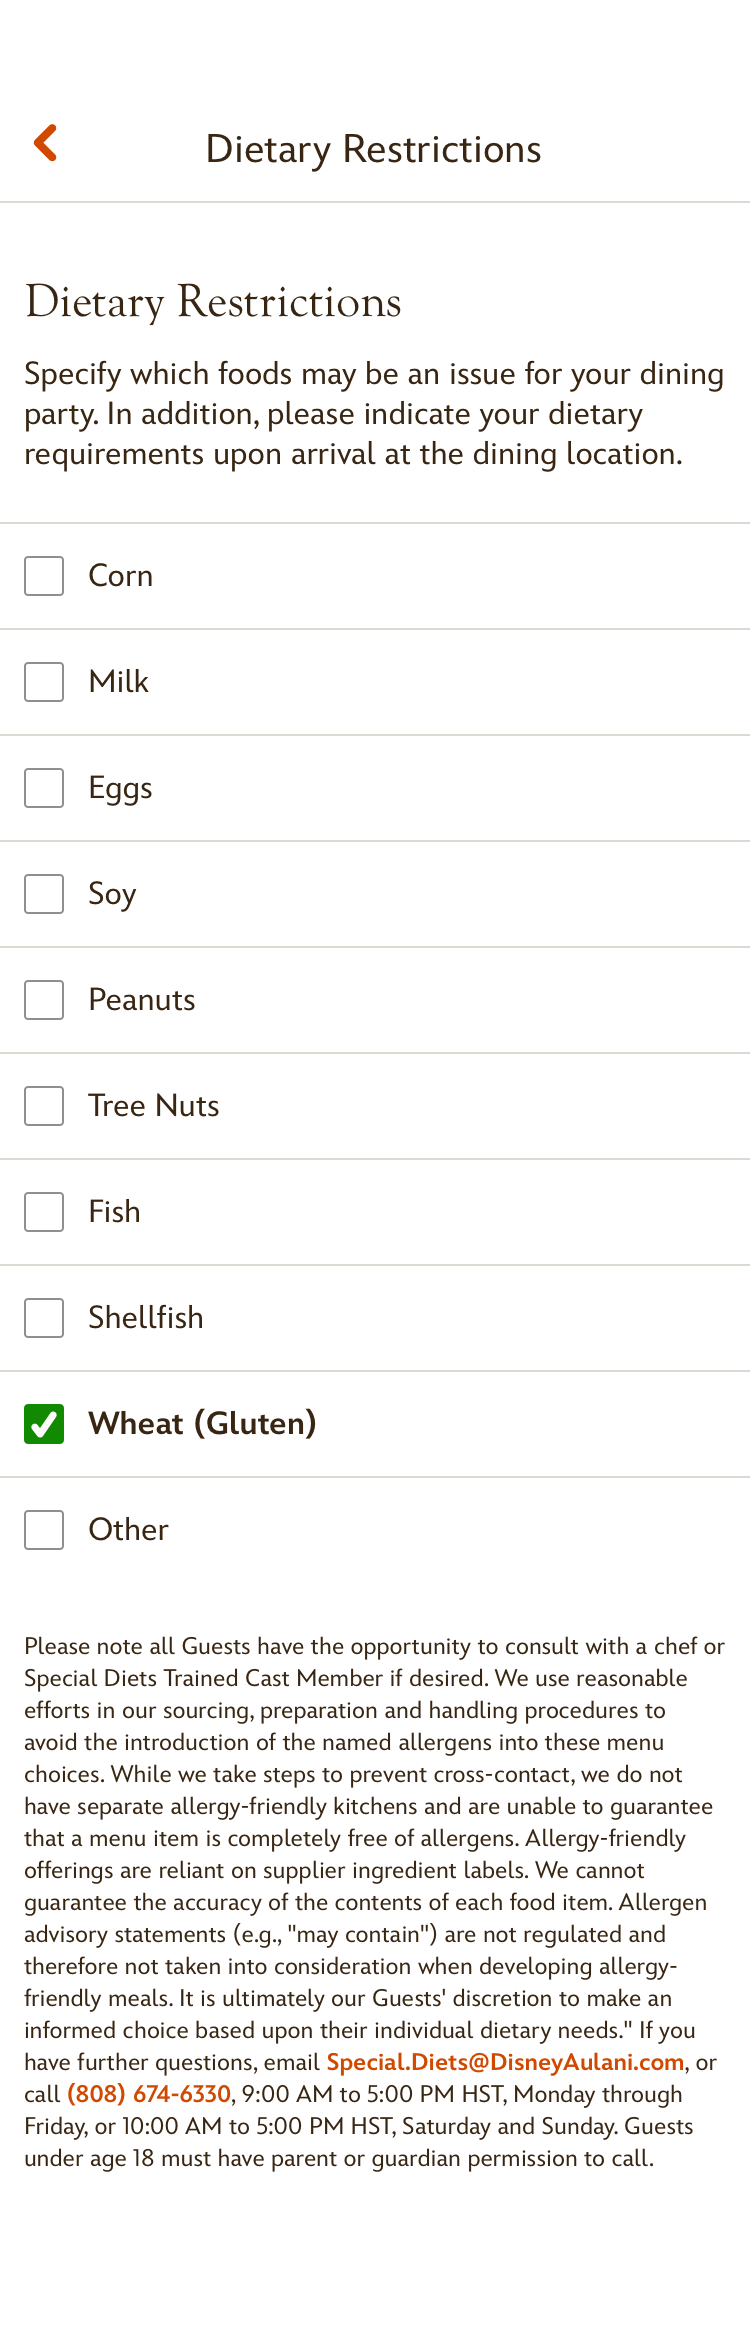 Dietary Restrictions
Dietary Restrictions
Specify which foods may be an issue for your dining
party. In addition, please indicate your dietary
requirements upon arrival at the dining location.
Corn
Milk
Eggs
Soy
Peanuts
Tree Nuts
Fish
Shellfish
Wheat (Gluten)
Other
Please note all Guests have the opportunity to consult with a chef or
Special Diets Trained Cast Member if desired. We use reasonable
efforts in our sourcing, preparation and handling procedures to
avoid the introduction of the named allergens into these menu
choices. While we take steps to prevent cross-contact, we do not
have separate allergy-friendly kitchens and are unable to guarantee
that a menu item is completely free of allergens. Allergy-friendly
offerings are reliant on supplier ingredient labels. We cannot
guarantee the accuracy of the contents of each food item. Allergen
advisory statements (e.g., "may contain") are not regulated and
therefore not taken into consideration when developing allergy-
friendly meals. It is ultimately our Guests' discretion to make an
informed choice based upon their individual dietary needs." If you
have further questions, email Special.Diets@DisneyAulani.com, or
call (808) 674-6330, 9:00 AM to 5:00 PM HST, Monday through
Friday, or 10:00 AM to 5:00 PM HST, Saturday and Sunday. Guests
under age 18 must have parent or guardian permission to call.